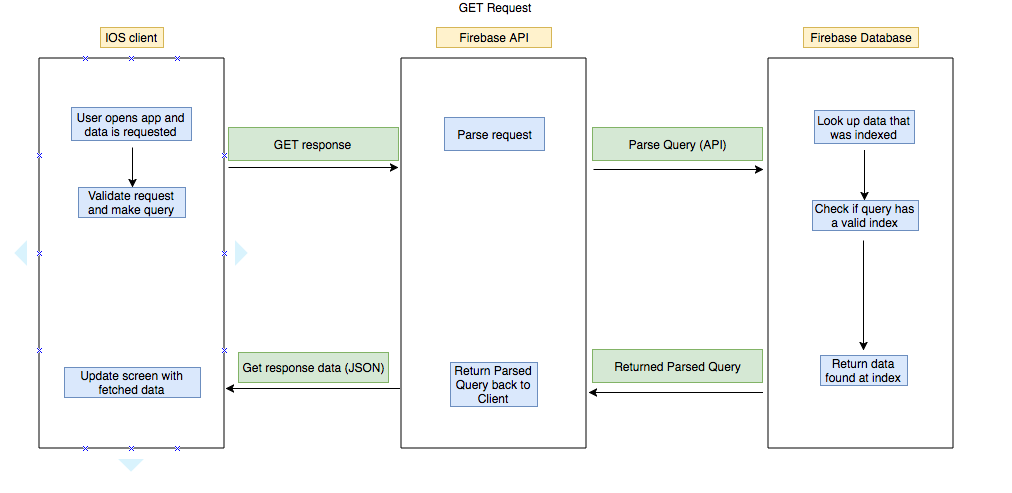 GET Request
IOS client
Firebase API
Firebase Database
User opens app and
data is requested
Validate request
and make query
GET response
Parse request
Parse Query (API)
Look up data that
was indexed
Check if query has
a valid index
Return data
found at index
Returned Parsed Query
Return Parsed
Query back to
Client
Get response data (JSON)
Update screen with
fetched data